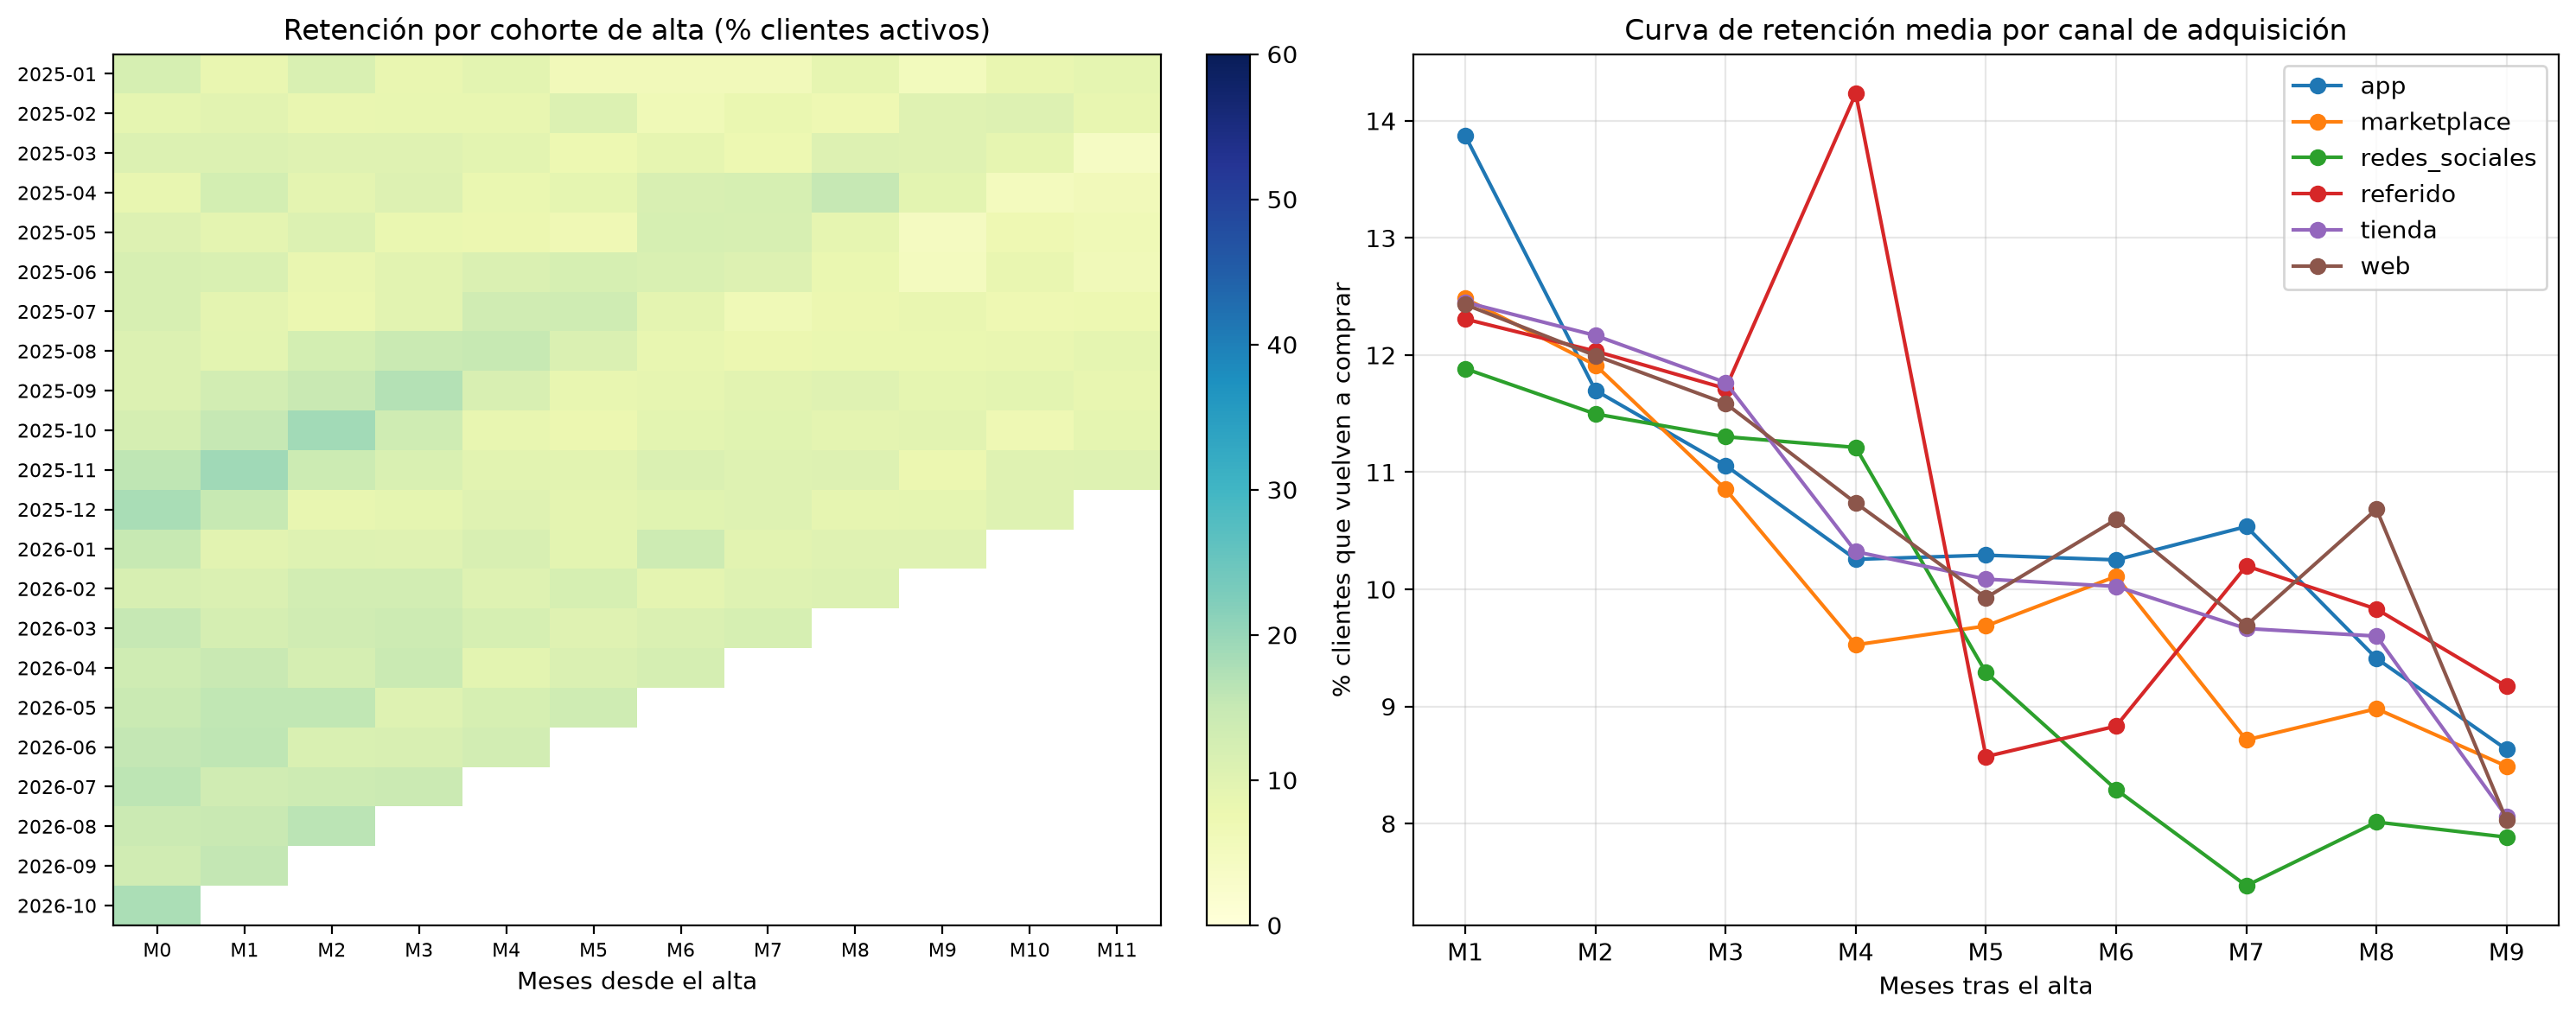 Retención por cohorte de alta (% clientes activos)
2025-01
2025-02
2025-03
2025-04
2025-05
2025-06
2025-07
2025-08
2025-09
2025-10
2025-11
2025-12
2026-01
2026-02
2026-03
2026-04
2026-05
2026-06
2026-07
2026-08
2026-09
2026-10
M0 M1 M2 M3 M4 M5 M6 M7 M8 M9 M10 M11
Meses desde el alta
60
50
40
30
20
10
0
Curva de retención media por canal de adquisición
% clientes que vuelven a comprar
14
13
12
11
10
9
8
app
marketplace
redes_sociales
referido
tienda
web
M1 M2 M3 M4 M5 M6 M7 M8 M9
Meses tras el alta